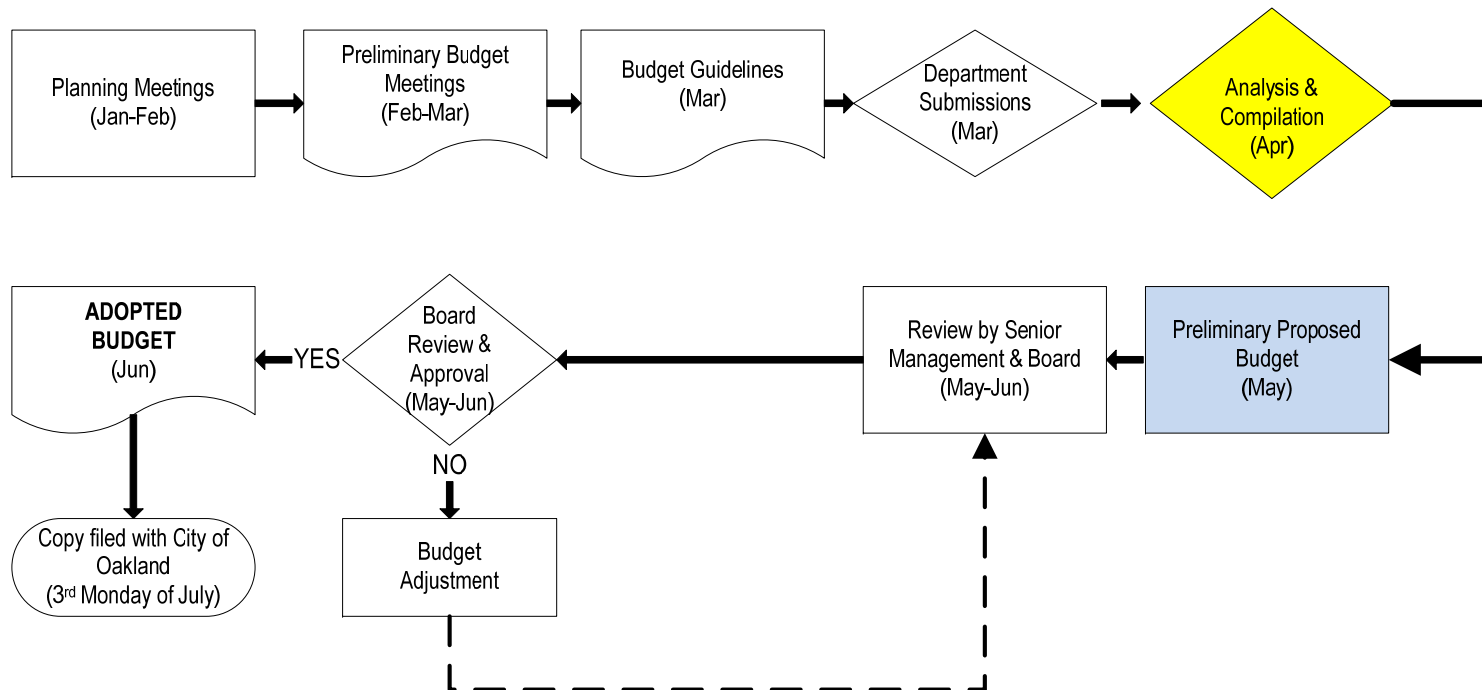 Planning Meetings
(Jan-Feb)
Preliminary Budget
Meetings
(Feb-Mar)
Budget Guidelines
(Mar)
Department
Submissions
(Mar)
Analysis &
Compilation
(Apr)
ADOPTED
BUDGET
(Jun)
YES
Board
Review &
Approval
(May-Jun)
Review by Senior
Management & Board
(May-Jun)
Preliminary Proposed
Budget
(May)
NO
Copy filed with City of
Oakland
(3rd Monday of July)
Budget
Adjustment